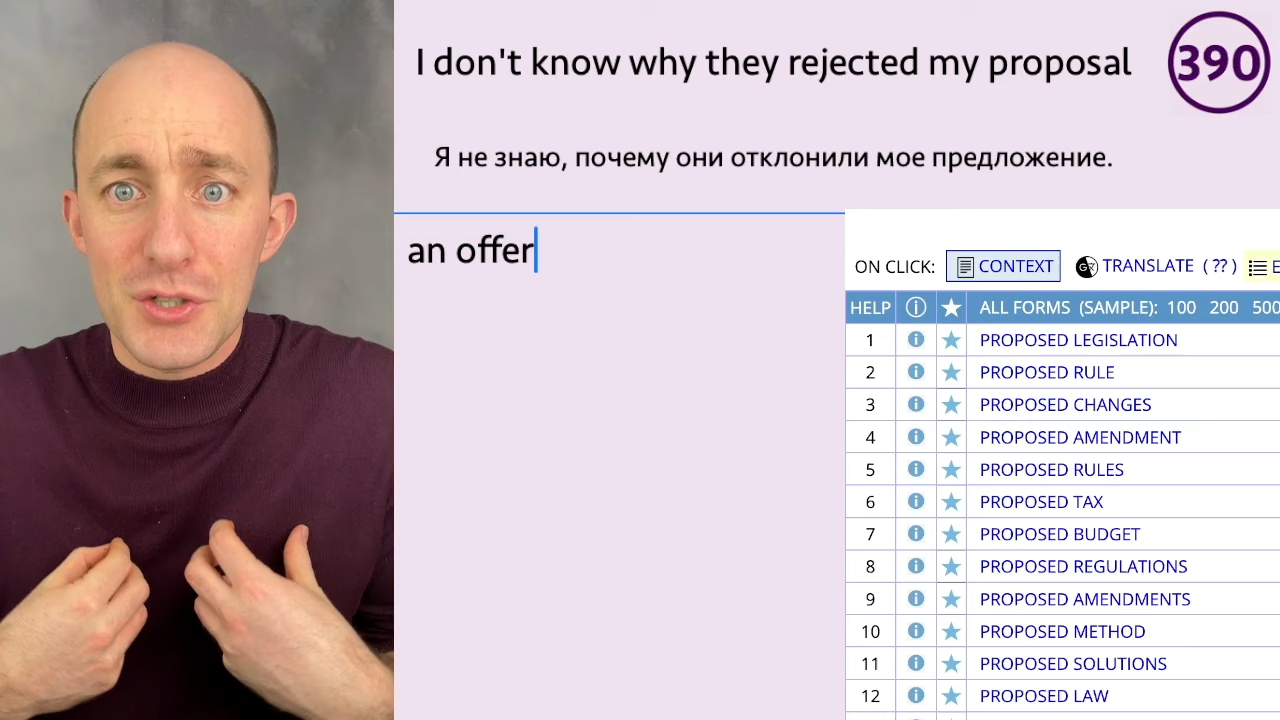 I don't know why they rejected my proposal
390
Я не знаю, почему они отклонили мое предложение.
an offer
ON CLICK: CONTEXT TRANSLATE ( ?? ) E
HELP ALL FORMS (SAMPLE): 100 200 500
1 PROPOSED LEGISLATION
2 PROPOSED RULE
3 PROPOSED CHANGES
4 PROPOSED AMENDMENT
5 PROPOSED RULES
6 PROPOSED TAX
7 PROPOSED BUDGET
8 PROPOSED REGULATIONS
9 PROPOSED AMENDMENTS
10 PROPOSED METHOD
11 PROPOSED SOLUTIONS
12 PROPOSED LAW